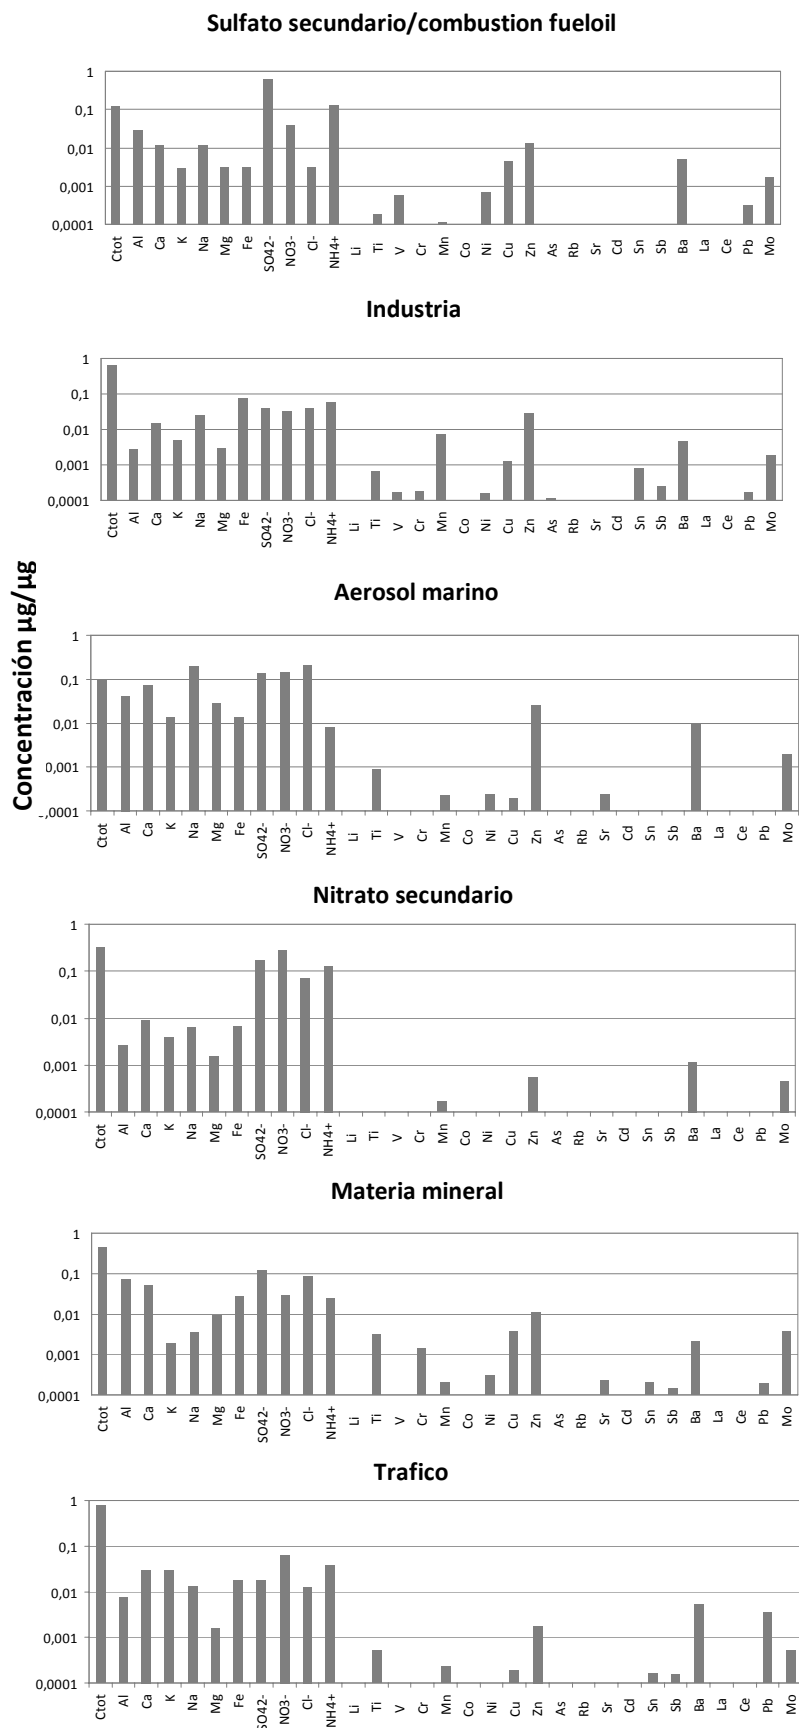 Sulfato secundario/combustion fueloil
1
0,1
0,01
0,001
0,0001
Ctot Al Ca K Na Mg Fe SO42- NO3- Cl- NH4+ Li Ti V Cr Mn Co Ni Cu Zn As Rb Sr Cd Sn Sb Ba La Ce Pb Mo
Industria
1
0,1
0,01
0,001
0,0001
Ctot Al Ca K Na Mg Fe SO42- NO3- Cl- NH4+ Li Ti V Cr Mn Co Ni Cu Zn As Rb Sr Cd Sn Sb Ba La Ce Pb Mo
Concentración µg/µg
Aerosol marino
1
0,1
0,01
0,001
,0001
Ctot Al Ca K Na Mg Fe SO42- NO3- Cl- NH4+ Li Ti V Cr Mn Co Ni Cu Zn As Rb Sr Cd Sn Sb Ba La Ce Pb Mo
Nitrato secundario
1
0,1
0,01
0,001
0,0001
Ctot Al Ca K Na Mg Fe SO42- NO3- Cl- NH4+ Li Ti V Cr Mn Co Ni Cu Zn As Rb Sr Cd Sn Sb Ba La Ce Pb Mo
Materia mineral
1
0,1
0,01
0,001
0,0001
Ctot Al Ca K Na Mg Fe SO42- NO3- Cl- NH4+ Li Ti V Cr Mn Co Ni Cu Zn As Rb Sr Cd Sn Sb Ba La Ce Pb Mo
Trafico
1
0,1
0,01
0,001
0,0001
Ctot Al Ca K Na Mg Fe SO42- NO3- Cl- NH4+ Li Ti V Cr Mn Co Ni Cu Zn As Rb Sr Cd Sn Sb Ba La Ce Pb Mo